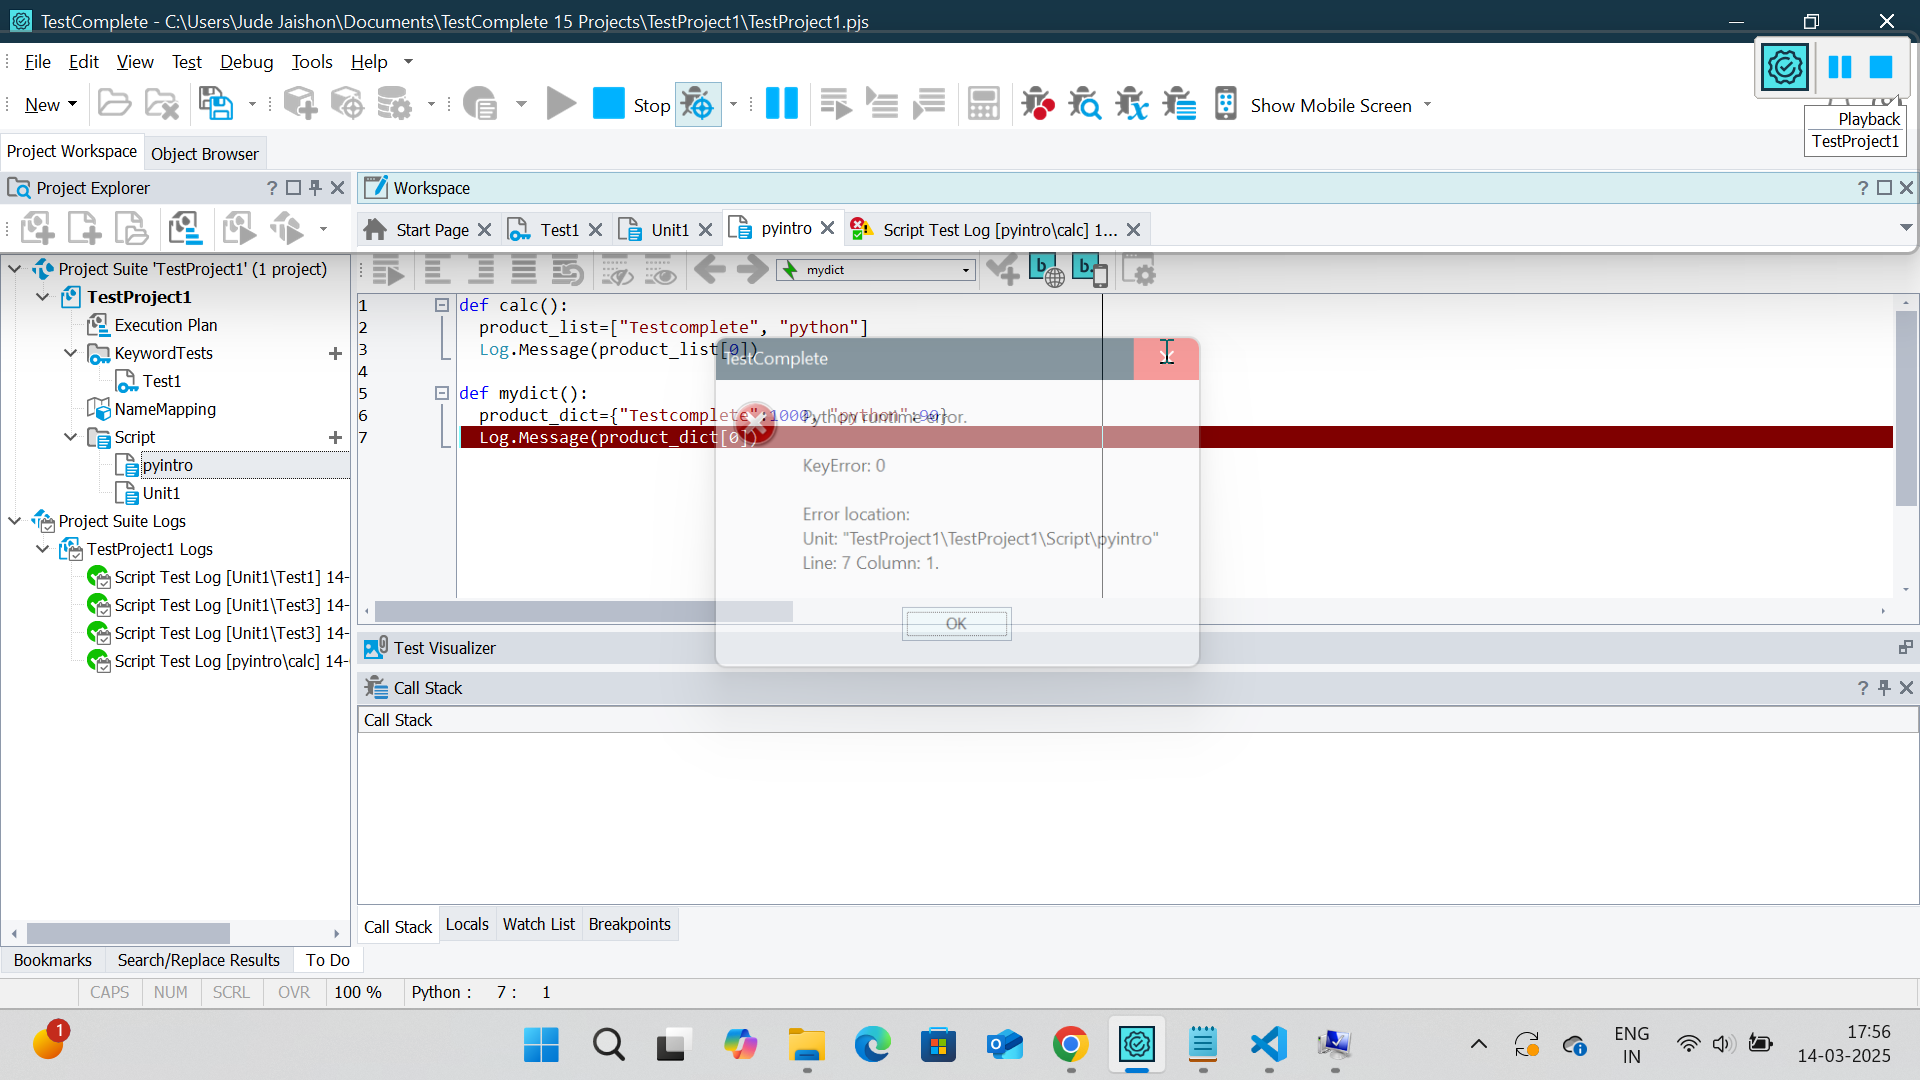 TestComplete - C:\Users\Jude Jaishon\Documents\TestComplete 15 Projects\TestProject1\TestProject1.pjs
File Edit View Test Debug Tools Help
New Stop Show Mobile Screen
Playback
TestProject1
Project Workspace Object Browser
Project Explorer ?
Workspace ?
Start Page Test1 Unit1 pyintro Script Test Log [pyintro\calc] 1...
mydict
Project Suite 'TestProject1' (1 project)
TestProject1
Execution Plan
KeywordTests
Test1
NameMapping
Script
pyintro
Unit1
Project Suite Logs
TestProject1 Logs
Script Test Log [Unit1\Test1] 14-
Script Test Log [Unit1\Test3] 14-
Script Test Log [Unit1\Test3] 14-
Script Test Log [pyintro\calc] 14-
1 def calc():
2 product_list=["Testcomplete", "python"]
3 Log.Message(product_list[0])
4
5 def mydict():
6 product_dict={"Testcomplete":1000, "python":90}
7 Log.Message(product_dict[0])
TestComplete
Python runtime error.
KeyError: 0
Error location:
Unit: "TestProject1\TestProject1\Script\pyintro"
Line: 7 Column: 1.
OK
Test Visualizer
Call Stack ?
Call Stack
Call Stack Locals Watch List Breakpoints
Bookmarks Search/Replace Results To Do
CAPS NUM SCRL OVR 100 % Python : 7 : 1
1
ENG
IN
17:56
14-03-2025